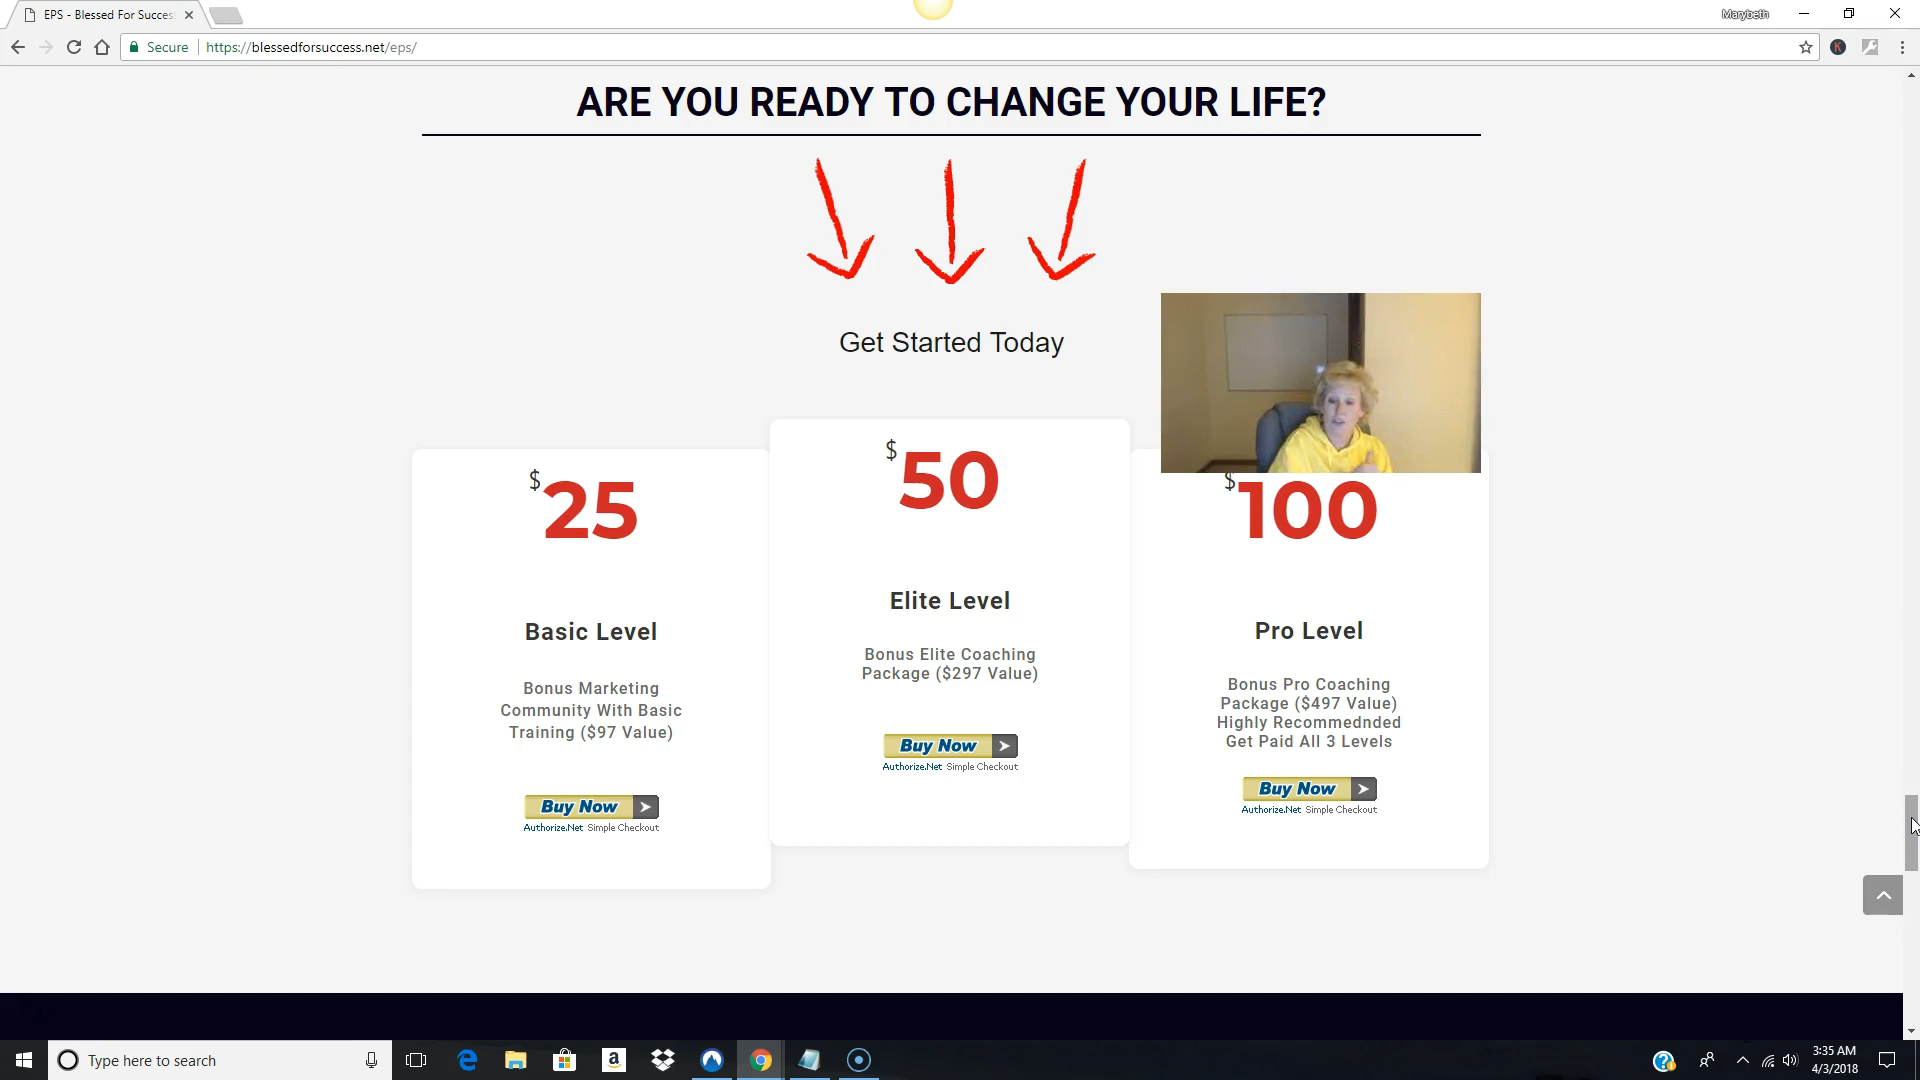 EPS - Blessed For Succes
Marybeth
Secure
https://blessedforsuccess.net/eps/
K
ARE YOU READY TO CHANGE YOUR LIFE?
Get Started Today
$25
Basic Level
Bonus Marketing
Community With Basic
Training ($97 Value)
Buy Now
Authorize.Net Simple Checkout
$50
Elite Level
Bonus Elite Coaching
Package ($297 Value)
Buy Now
Authorize.Net Simple Checkout
$100
Pro Level
Bonus Pro Coaching
Package ($497 Value)
Highly Recommednded
Get Paid All 3 Levels
Buy Now
Authorize.Net Simple Checkout
Type here to search
3:35 AM
4/3/2018